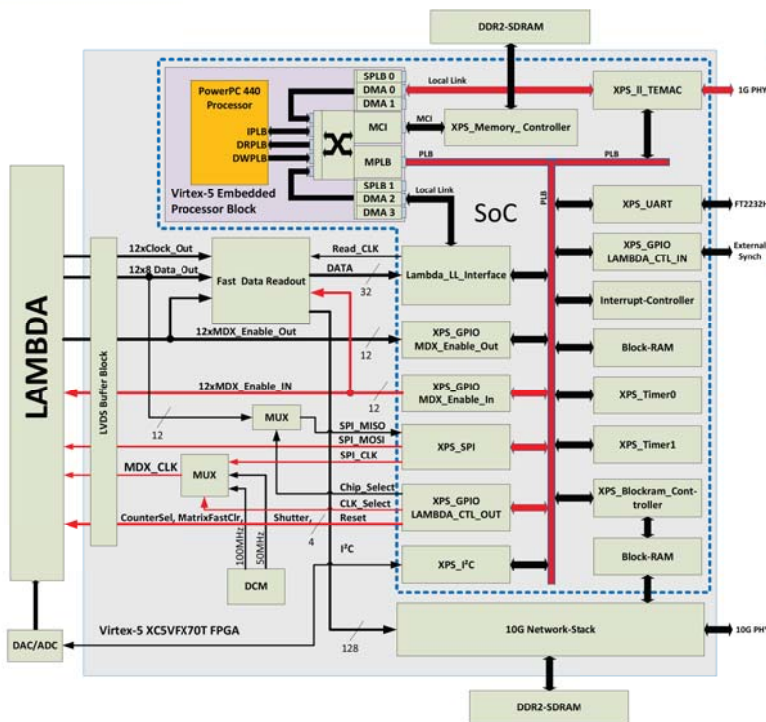 DDR2-SDRAM
PowerPC 440
Processor
IPLB
DRPLB
DWPLB
Virtex-5 Embedded
Processor Block
SPLB 0
DMA 0
DMA 1
MCI
MPLB
SPLB 1
DMA 2
DMA 3
Local Link
MCI
XPS_Memory_ Controller
XPS_ll_TEMAC
1G PHY
PLB
PLB
PLB
Local Link
SoC
XPS_UART
FT2232H
XPS_GPIO
LAMBDA_CTL_IN
External
Synch
Interrupt-Controller
Block-RAM
XPS_Timer0
XPS_Timer1
XPS_Blockram_Cont-
roller
Block-RAM
LAMBDA
LVDS Buffer Block
12xClock_Out
12x8 Data_Out
Fast Data Readout
Read_CLK
DATA
32
Lambda_LL_Interface
12xMDX_Enable_Out
12
XPS_GPIO
MDX_Enable_Out
12xMDX_Enable_IN
12
XPS_GPIO
MDX_Enable_In
12
MUX
SPI_MISO
SPI_MOSI
SPI_CLK
XPS_SPI
MDX_CLK
MUX
Chip_Select
CLK_Select
XPS_GPIO
LAMBDA_CTL_OUT
CounterSel, MatrixFastClr,
Shutter,
Reset
4
100MHz
50MHz
I²C
XPS_I²C
DCM
DAC/ADC
Virtex-5 XC5VFX70T FPGA
128
10G Network-Stack
10G PHY
DDR2-SDRAM